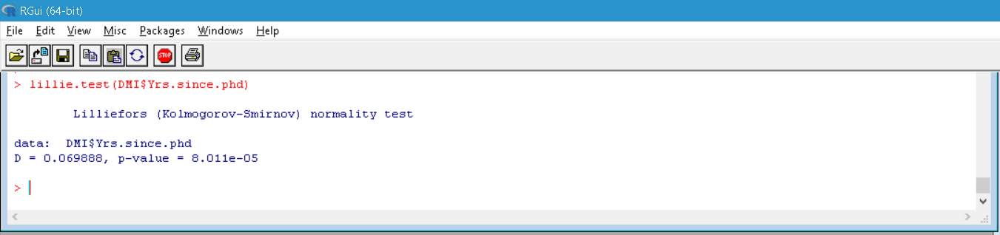 RGui (64-bit)
File Edit View Misc Packages Windows Help
STOP
> lillie.test(DMI$Yrs.since.phd)
Lilliefors (Kolmogorov-Smirnov) normality test
data:  DMI$Yrs.since.phd
D = 0.069888, p-value = 8.011e-05
>